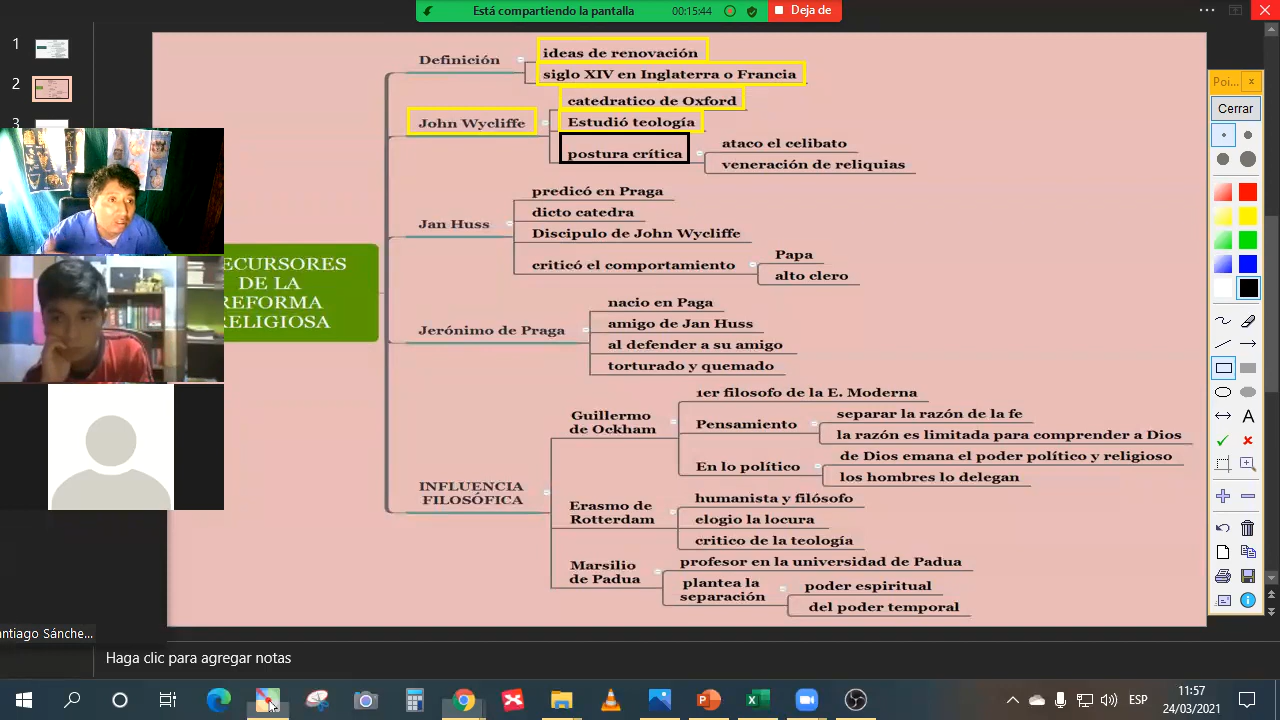 Está compartiendo la pantalla
00:15:44
Deja de
1
2
3
Definición
ideas de renovación
siglo XIV en Inglaterra o Francia
John Wycliffe
catedratico de Oxford
Estudió teología
postura crítica
ataco el celibato
veneración de reliquias
Jan Huss
predicó en Praga
dicto catedra
Discipulo de John Wycliffe
criticó el comportamiento
Papa
alto clero
ECURSORES
DE LA
REFORMA
RELIGIOSA
Jerónimo de Praga
nacio en Paga
amigo de Jan Huss
al defender a su amigo
torturado y quemado
INFLUENCIA
FILOSÓFICA
Guillermo
de Ockham
1er filosofo de la E. Moderna
Pensamiento
separar la razón de la fe
la razón es limitada para comprender a Dios
En lo político
de Dios emana el poder político y religioso
los hombres lo delegan
Erasmo de
Rotterdam
humanista y filósofo
elogio la locura
critico de la teología
Marsilio
de Padua
profesor en la universidad de Padua
plantea la
separación
poder espiritual
del poder temporal
Poi...
Cerrar
A
antiago Sánche...
Haga clic para agregar notas
ESP
11:57
24/03/2021